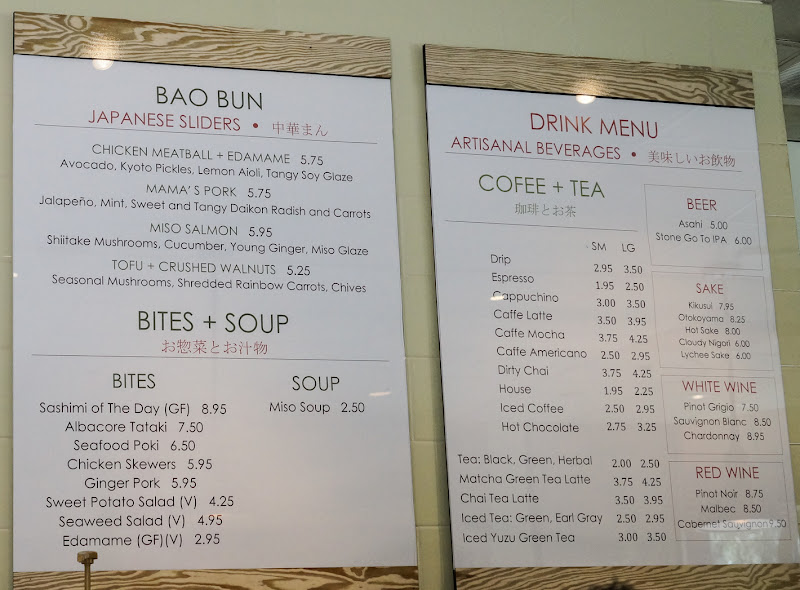 BAO BUN
JAPANESE SLIDERS • 中華まん
CHICKEN MEATBALL + EDAMAME 5.75
Avocado, Kyoto Pickles, Lemon Aioli, Tangy Soy Glaze
MAMA'S PORK 5.75
Jalapeño, Mint, Sweet and Tangy Daikon Radish and Carrots
MISO SALMON 5.95
Shiitake Mushrooms, Cucumber, Young Ginger, Miso Glaze
TOFU + CRUSHED WALNUTS 5.25
Seasonal Mushrooms, Shredded Rainbow Carrots, Chives
BITES + SOUP
お惣菜とお汁物
BITES
Sashimi of The Day (GF) 8.95
Albacore Tataki 7.50
Seafood Poki 6.50
Chicken Skewers 5.95
Ginger Pork 5.95
Sweet Potato Salad (V) 4.25
Seaweed Salad (V) 4.95
Edamame (GF)(V) 2.95
SOUP
Miso Soup 2.50
DRINK MENU
ARTISANAL BEVERAGES • 美味しいお飲物
COFEE + TEA
珈琲とお茶
SM LG
Drip 2.95 3.50
Espresso 1.95 2.50
Cappuchino 3.00 3.50
Caffe Latte 3.50 3.95
Caffe Mocha 3.75 4.25
Caffe Americano 2.50 2.95
Dirty Chai 3.75 4.25
House 1.95 2.25
Iced Coffee 2.50 2.95
Hot Chocolate 2.75 3.25
Tea: Black, Green, Herbal 2.00 2.50
Matcha Green Tea Latte 3.75 4.25
Chai Tea Latte 3.50 3.95
Iced Tea: Green, Earl Gray 2.50 2.95
Iced Yuzu Green Tea 3.00 3.50
BEER
Asahi 5.00
Stone Go To IPA 6.00
SAKE
Kikusui 7.95
Otokoyama 8.25
Hot Sake 8.00
Cloudy Nigori 6.00
Lychee Sake 6.00
WHITE WINE
Pinot Grigio 7.50
Sauvignon Blanc 8.50
Chardonnay 8.95
RED WINE
Pinot Noir 8.75
Malbec 8.50
Cabernet Sauvignon 9.50